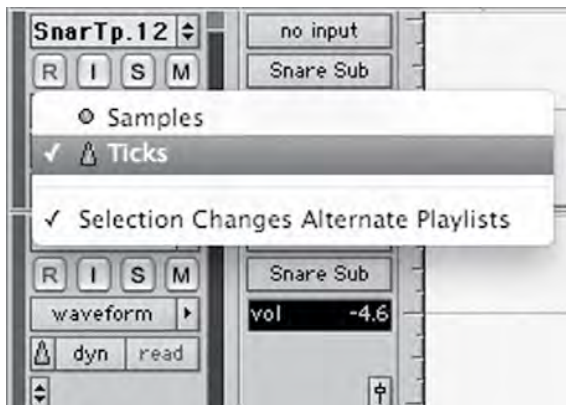 SnarTp.12 no input
R I S M Snare Sub
Samples
✓ Ticks
✓ Selection Changes Alternate Playlists
R I S M Snare Sub
waveform vol -4.6
dyn read